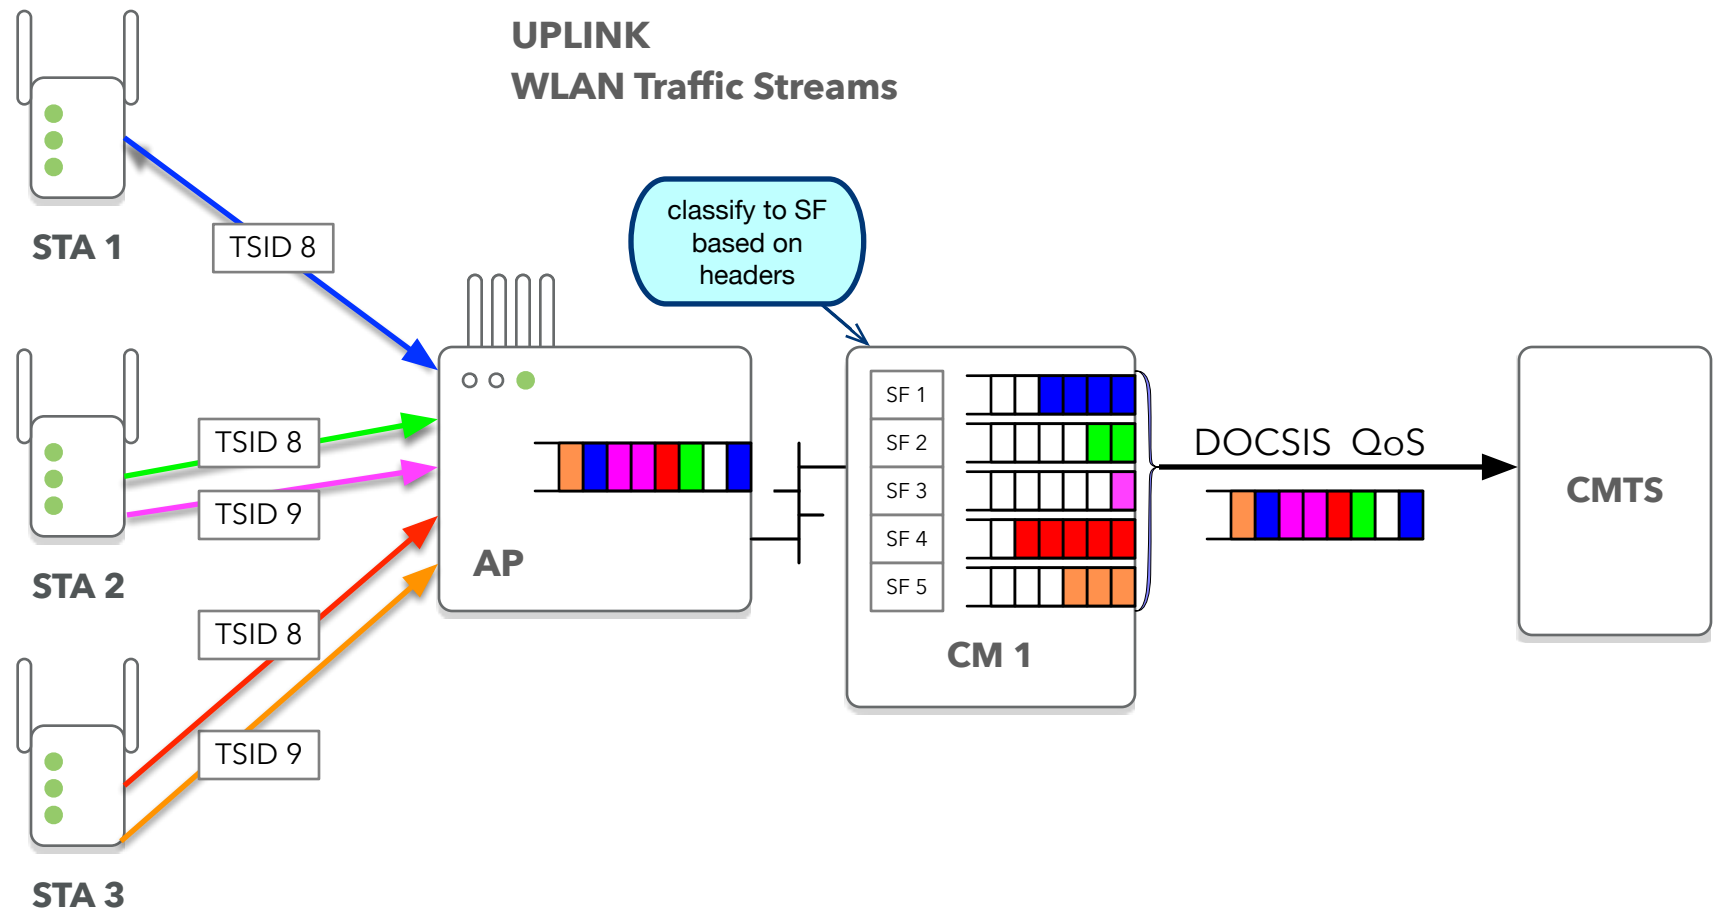 UPLINK
WLAN Traffic Streams
STA 1
TSID 8
classify to SF
based on
headers
STA 2
TSID 8
TSID 9
AP
SF 1
SF 2
SF 3
SF 4
SF 5
CM 1
DOCSIS QoS
CMTS
STA 3
TSID 8
TSID 9